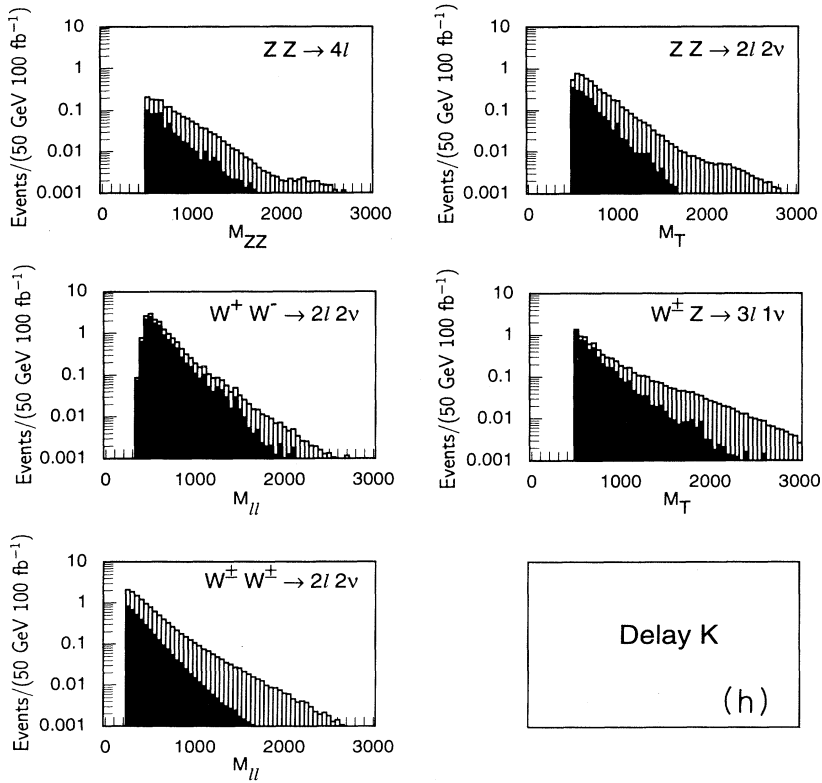 Events/(50 GeV 100 fb⁻¹)
10
1
0.1
0.01
0.001
Z Z → 4l
0 1000 2000 3000
M_ZZ
Events/(50 GeV 100 fb⁻¹)
10
1
0.1
0.01
0.001
Z Z → 2l 2ν
0 1000 2000 3000
M_T
Events/(50 GeV 100 fb⁻¹)
10
1
0.1
0.01
0.001
W⁺ W⁻ → 2l 2ν
0 1000 2000 3000
M_ll
Events/(50 GeV 100 fb⁻¹)
10
1
0.1
0.01
0.001
W± Z → 3l 1ν
0 1000 2000 3000
M_T
Events/(50 GeV 100 fb⁻¹)
10
1
0.1
0.01
0.001
W± W± → 2l 2ν
0 1000 2000 3000
M_ll
Delay K
(h)